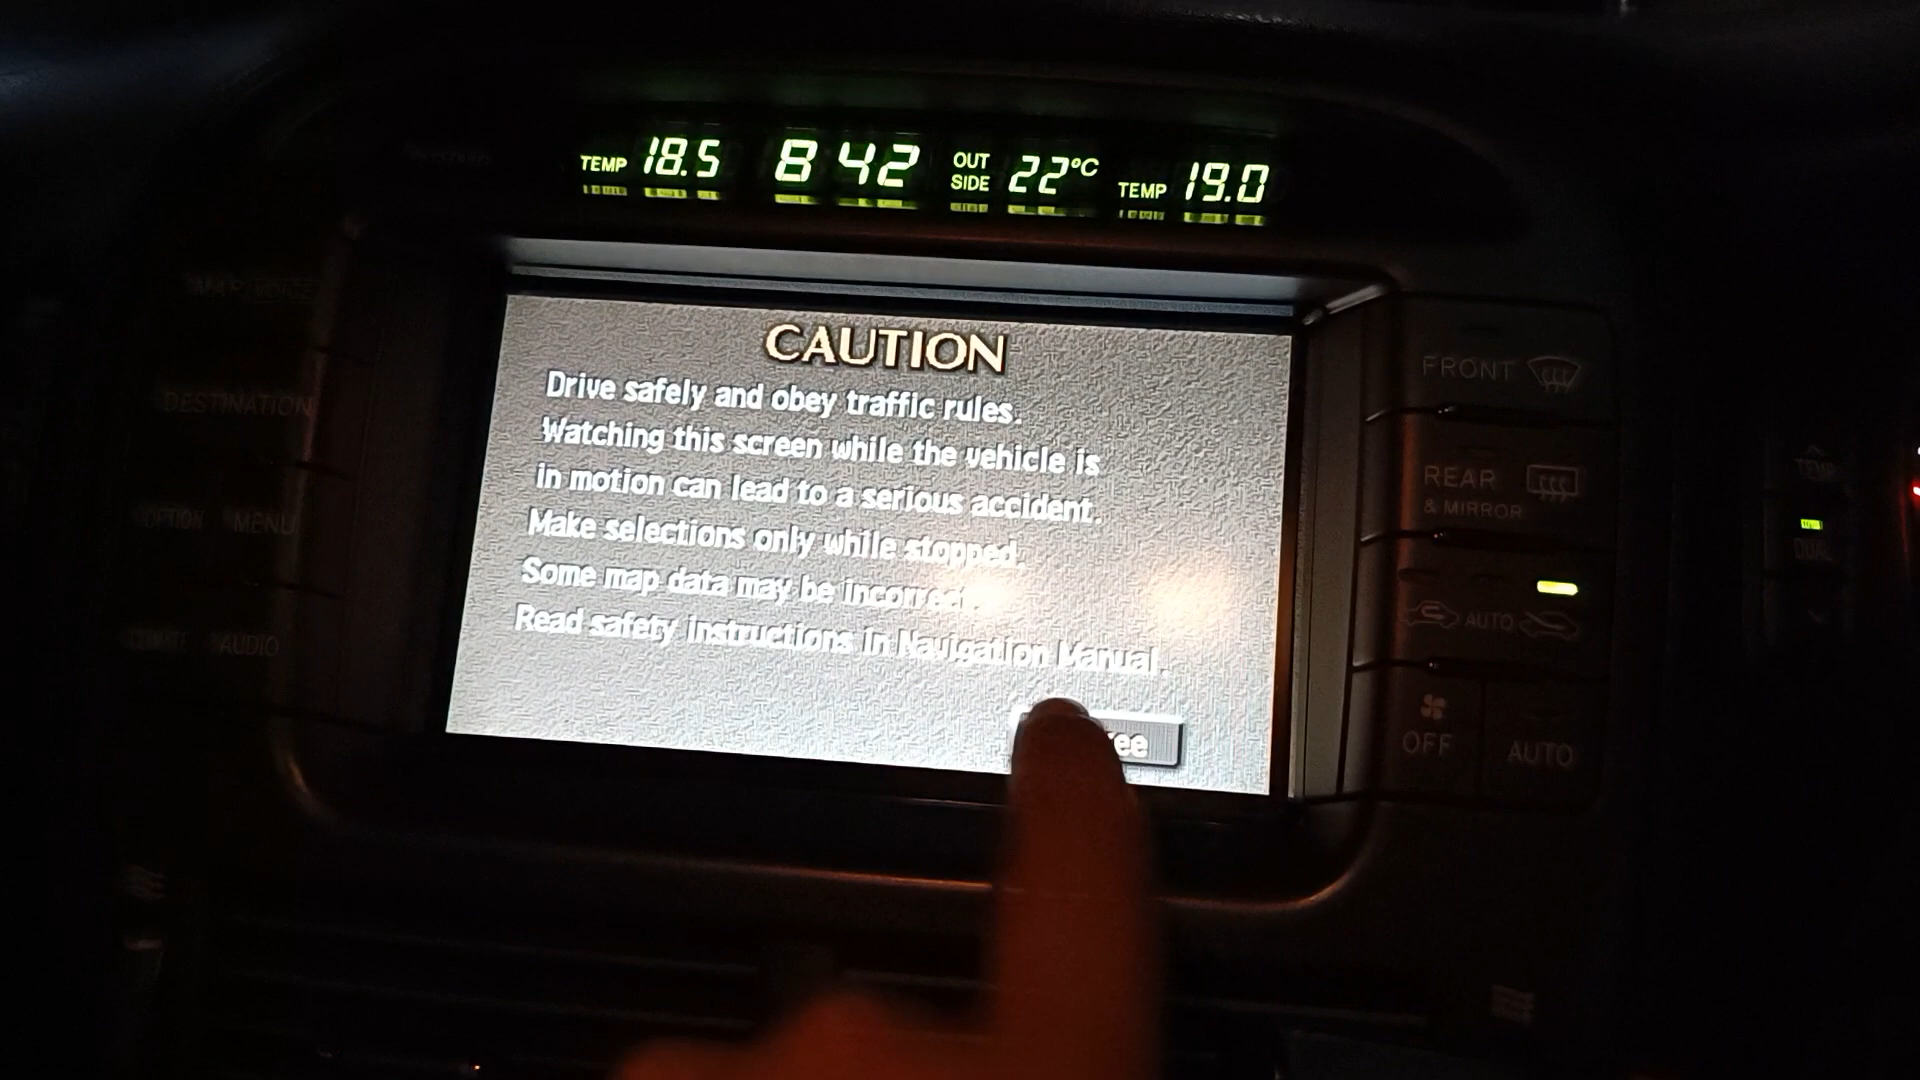 TEMP 18.5 8 42 OUT SIDE 22°C TEMP 19.0
MAP VOICE
DESTINATION
OPTION MENU
AUDIO
CAUTION
Drive safely and obey traffic rules.
Watching this screen while the vehicle is
in motion can lead to a serious accident.
Make selections only while stopped.
Some map data may be incorrect.
Read safety instructions in Navigation Manual.
FRONT
REAR
& MIRROR
AUTO
OFF AUTO
TEMP
DUAL